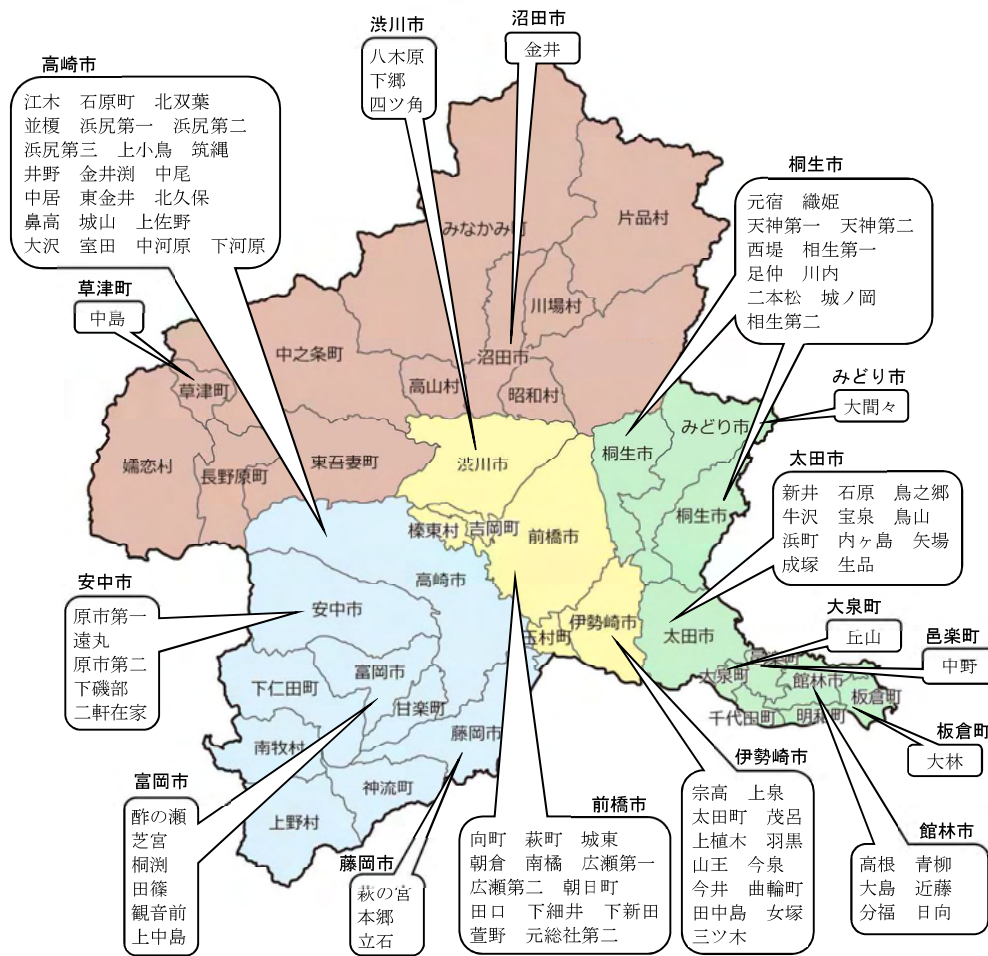 渋川市
八木原
下郷
四ツ角
沼田市
金井
高崎市
江木 石原町 北双葉
並榎 浜尻第一 浜尻第二
浜尻第三 上小鳥 筑縄
井野 金井渕 中尾
中居 東金井 北久保
鼻高 城山 上佐野
大沢 室田 中河原 下河原
桐生市
元宿 織姫
天神第一 天神第二
西堤 相生第一
足仲 川内
二本松 城ノ岡
相生第二
草津町
中島
みどり市
大間々
太田市
新井 石原 鳥之郷
牛沢 宝泉 鳥山
浜町 内ヶ島 矢場
成塚 生品
大泉町
丘山
邑楽町
中野
板倉町
大林
安中市
原市第一
遠丸
原市第二
下磯部
二軒在家
富岡市
酢の瀬
芝宮
桐渕
田篠
観音前
上中島
藤岡市
萩の宮
本郷
立石
前橋市
向町 萩町 城東
朝倉 南橘 広瀬第一
広瀬第二 朝日町
田口 下細井 下新田
萱野 元総社第二
伊勢崎市
宗高 上泉
太田町 茂呂
上植木 羽黒
山王 今泉
今井 曲輪町
田中島 女塚
三ツ木
館林市
高根 青柳
大島 近藤
分福 日向
みなかみ町
片品村
川場村
沼田市
昭和村
高山村
中之条町
草津町
嬬恋村
長野原町
東吾妻町
渋川市
榛東村
吉岡町
前橋市
伊勢崎市
玉村町
桐生市
みどり市
桐生市
太田市
大泉町
館林市
板倉町
千代田町
明和町
高崎市
安中市
富岡市
下仁田町
甘楽町
藤岡市
南牧村
神流町
上野村